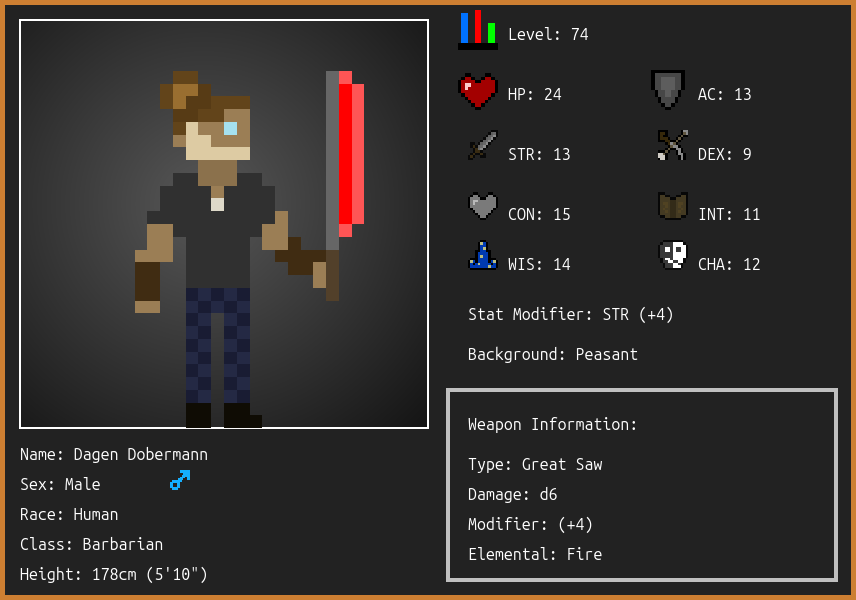 Level: 74
HP: 24
AC: 13
STR: 13
DEX: 9
CON: 15
INT: 11
WIS: 14
CHA: 12
Stat Modifier: STR (+4)
Background: Peasant
Weapon Information:
Type: Great Saw
Damage: d6
Modifier: (+4)
Elemental: Fire
Name: Dagen Dobermann
Sex: Male
Race: Human
Class: Barbarian
Height: 178cm (5'10")